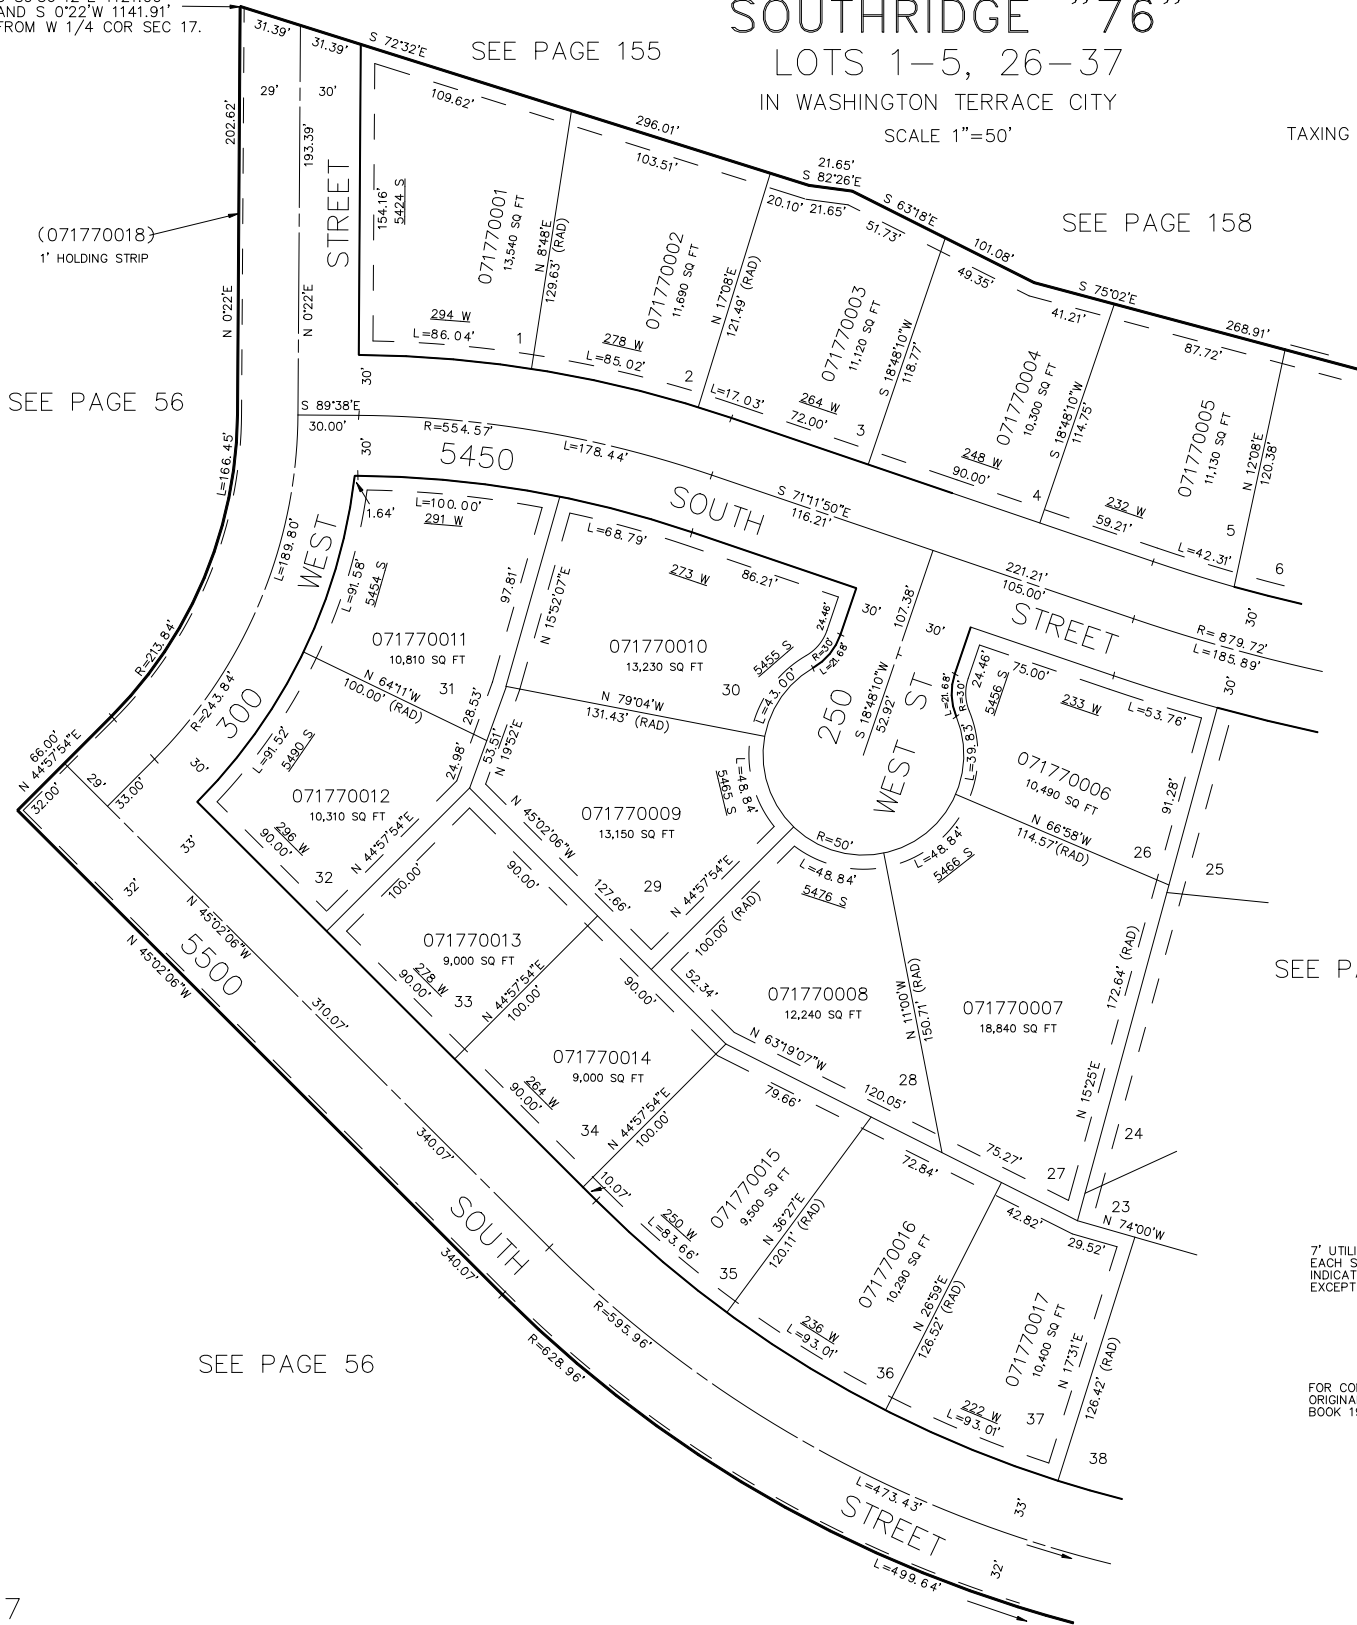 AND S 0°22'W 1141.91'
FROM W 1/4 COR SEC 17.
SOUTHRIDGE "76"
LOTS 1-5, 26-37
IN WASHINGTON TERRACE CITY
SCALE 1"=50'
TAXING
SEE PAGE 155
SEE PAGE 158
SEE PAGE 56
SEE PAGE 56
SEE P
(071770018)
1' HOLDING STRIP
31.39'
31.39'
S 72°32'E
29'
30'
202.62'
193.39'
N 0°22'E
N 0°22'E
STREET
109.62'
296.01'
103.51'
21.65'
S 82°26'E
20.10'
21.65'
S 63°18'E
51.73'
101.08'
49.35'
S 75°02'E
41.21'
268.91'
87.72'
154.16'
5424 S
071770001
13,540 SQ FT
294 W
L=86.04'
1
N 8°48'E
129.63' (RAD)
071770002
11,690 SQ FT
278 W
L=85.02'
2
N 17°08'E
121.49' (RAD)
071770003
11,120 SQ FT
L=17.03'
264 W
72.00'
3
S 18°48'10"W
118.77'
071770004
10,300 SQ FT
248 W
90.00'
4
S 18°48'10"W
114.75'
071770005
11,130 SQ FT
232 W
59.21'
L=42.31'
5
N 12°08'E
120.38'
6
30'
S 89°38'E
30.00'
30'
R=554.57'
L=178.44'
5450
SOUTH
S 71°11'50"E
116.21'
221.21'
105.00'
STREET
30'
R= 879.72'
L=185.89'
30'
L=166.45'
R=213.84'
L=189.80'
R=243.84'
WEST
300
1.64'
L=100.00'
291 W
L=91.58'
5454 S
071770011
10,810 SQ FT
31
97.81'
N 15°52'07"E
28.53'
N 64°11'W
100.00' (RAD)
L=68.79'
273 W
86.21'
071770010
13,230 SQ FT
30
5455 S
24.46'
R=30'
L=21.68'
L=43.00'
N 79°04'W
131.43' (RAD)
30'
107.38'
30'
S 18°48'10"W
52.92'
250
WEST ST
L=21.68'
R=30'
24.46'
5456 S
75.00'
233 W
L=53.76'
L=39.83'
071770006
10,490 SQ FT
91.28'
N 66°58'W
114.57'(RAD)
26
25
66.00'
N 44°57'54"E
32.00'
29'
33.00'
30'
33'
32'
L=91.52'
5490 S
071770012
10,310 SQ FT
296 W
90.00'
32
24.98'
53.51'
N 19°52'E
N 44°57'54"E
100.00'
L=48.84'
5465 S
071770009
13,150 SQ FT
N 45°02'06"W
90.00'
127.66'
29
N 44°57'54"E
100.00' (RAD)
R=50'
L=48.84'
5476 S
L=48.84'
5466 S
52.34'
071770008
12,240 SQ FT
28
N 11°00'W
150.71' (RAD)
071770007
18,840 SQ FT
172.64' (RAD)
N 15°25'E
27
24
23
N 74°00'W
N 63°19'07"W
120.05'
75.27'
N 45°02'06"W
N 45°02'06"W
5500
310.07'
071770013
9,000 SQ FT
278 W
90.00'
33
N 44°57'54"E
100.00'
90.00'
071770014
9,000 SQ FT
264 W
90.00'
34
N 44°57'54"E
100.00'
340.07'
340.07'
SOUTH
10.07'
79.66'
071770015
9,500 SQ FT
250 W
L=83.66'
35
N 36°27'E
120.11' (RAD)
72.84'
071770016
10,290 SQ FT
236 W
L=93.01'
36
N 26°59'E
126.52' (RAD)
42.82'
29.52'
071770017
10,400 SQ FT
222 W
L=93.01'
37
N 17°31'E
126.42' (RAD)
38
R=595.96'
R=628.96'
L=473.43'
STREET
33'
32'
L=499.64'
7' UTILI
EACH S
INDICAT
EXCEPT
FOR CO
ORIGINA
BOOK 1
7